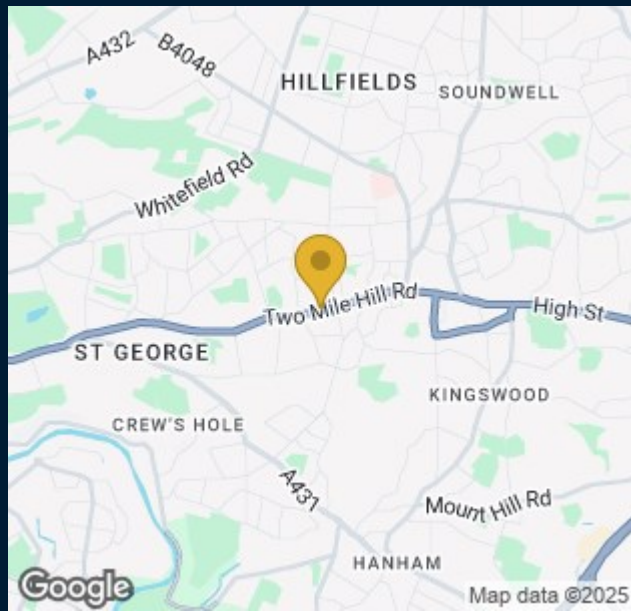 A432
B4048
HILLFIELDS
SOUNDWELL
Whitefield Rd
Two Mile Hill Rd
High St
ST GEORGE
KINGSWOOD
CREW'S HOLE
A431
Mount Hill Rd
HANHAM
Google
Map data ©2025